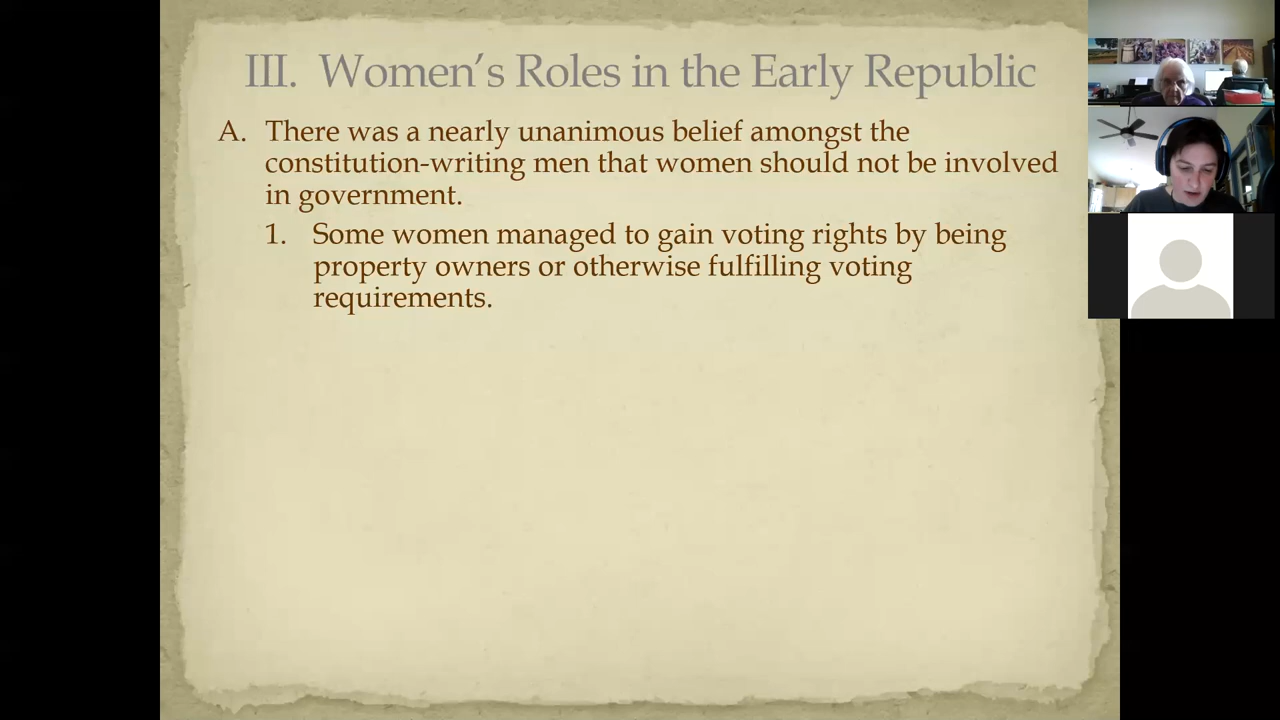 III. Women's Roles in the Early Republic
A. There was a nearly unanimous belief amongst the
constitution-writing men that women should not be involved
in government.
1. Some women managed to gain voting rights by being
property owners or otherwise fulfilling voting
requirements.